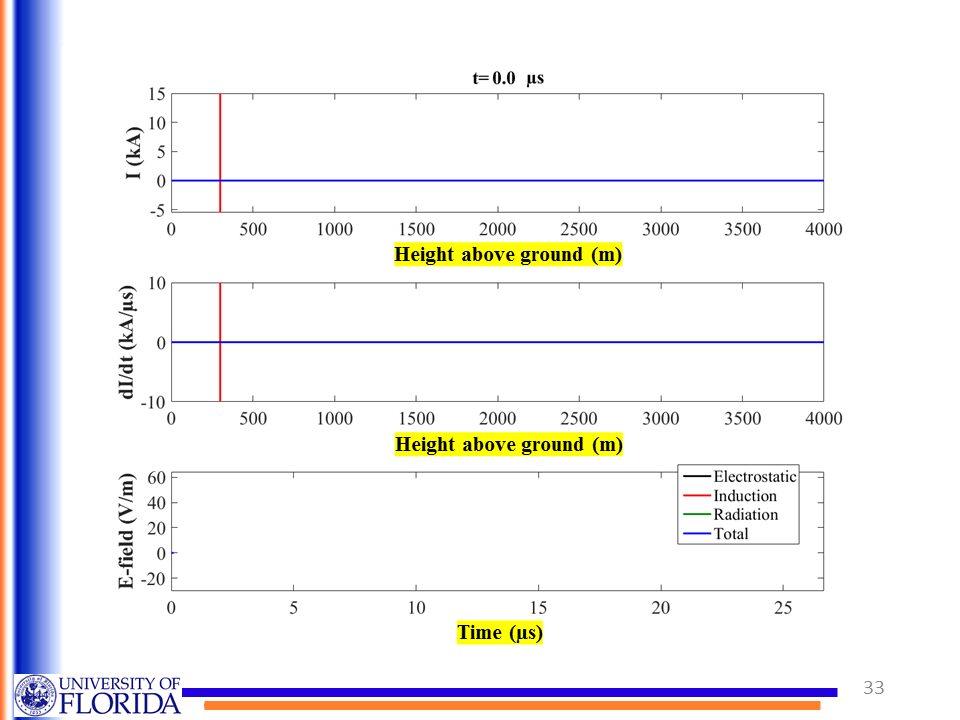 t= 0.0 μs
15
10
5
0
-5
I (kA)
0 500 1000 1500 2000 2500 3000 3500 4000
Height above ground (m)
10
0
-10
dI/dt (kA/μs)
0 500 1000 1500 2000 2500 3000 3500 4000
Height above ground (m)
60
40
20
0
-20
E-field (V/m)
Electrostatic
Induction
Radiation
Total
0 5 10 15 20 25
Time (μs)
UNIVERSITY OF
FLORIDA
33